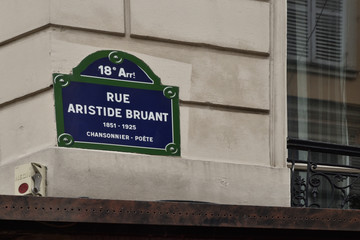 18e Arrt
RUE
ARISTIDE BRUANT
1851 - 1925
CHANSONNIER - POÈTE